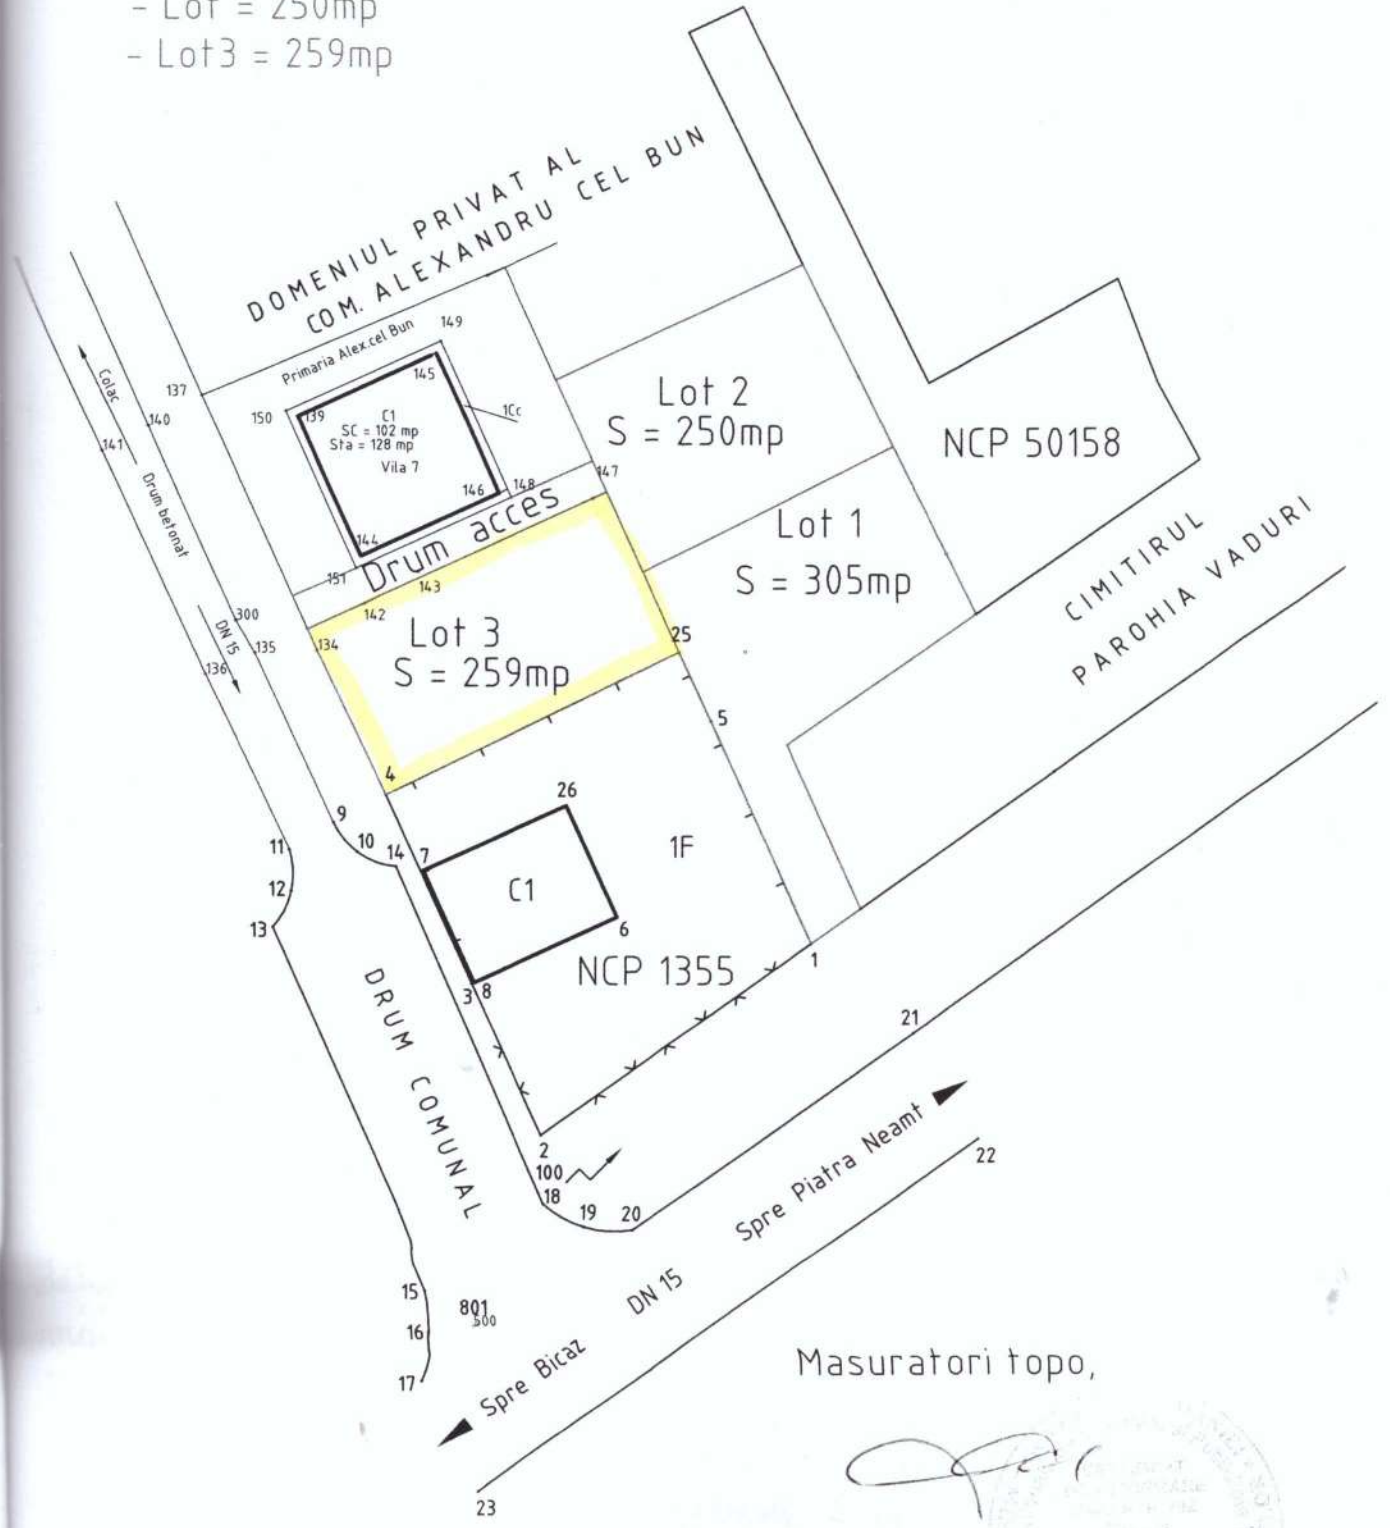 - Lot = 250mp
- Lot3 = 259mp
DOMENIUL PRIVAT AL
COM. ALEXANDRU CEL BUN
Primaria Alex.cel Bun
149
137
150
139
145
C1
SC = 102 mp
Sta = 128 mp
Vila 7
1Cc
146
148
147
144
151
Colac
140
141
Drum betonat
300
DN 15
135
136
Drum acces
143
142
134
Lot 3
S = 259mp
25
Lot 2
S = 250mp
Lot 1
S = 305mp
NCP 50158
CIMITIRUL
PAROHIA VADURI
5
4
26
9
10
14
7
11
12
13
1F
C1
6
NCP 1355
3
8
1
DRUM COMUNAL
2
100
18
19
20
21
22
Spre Piatra Neamt
DN 15
Spre Bicaz
15
16
17
801
500
23
Masuratori topo,